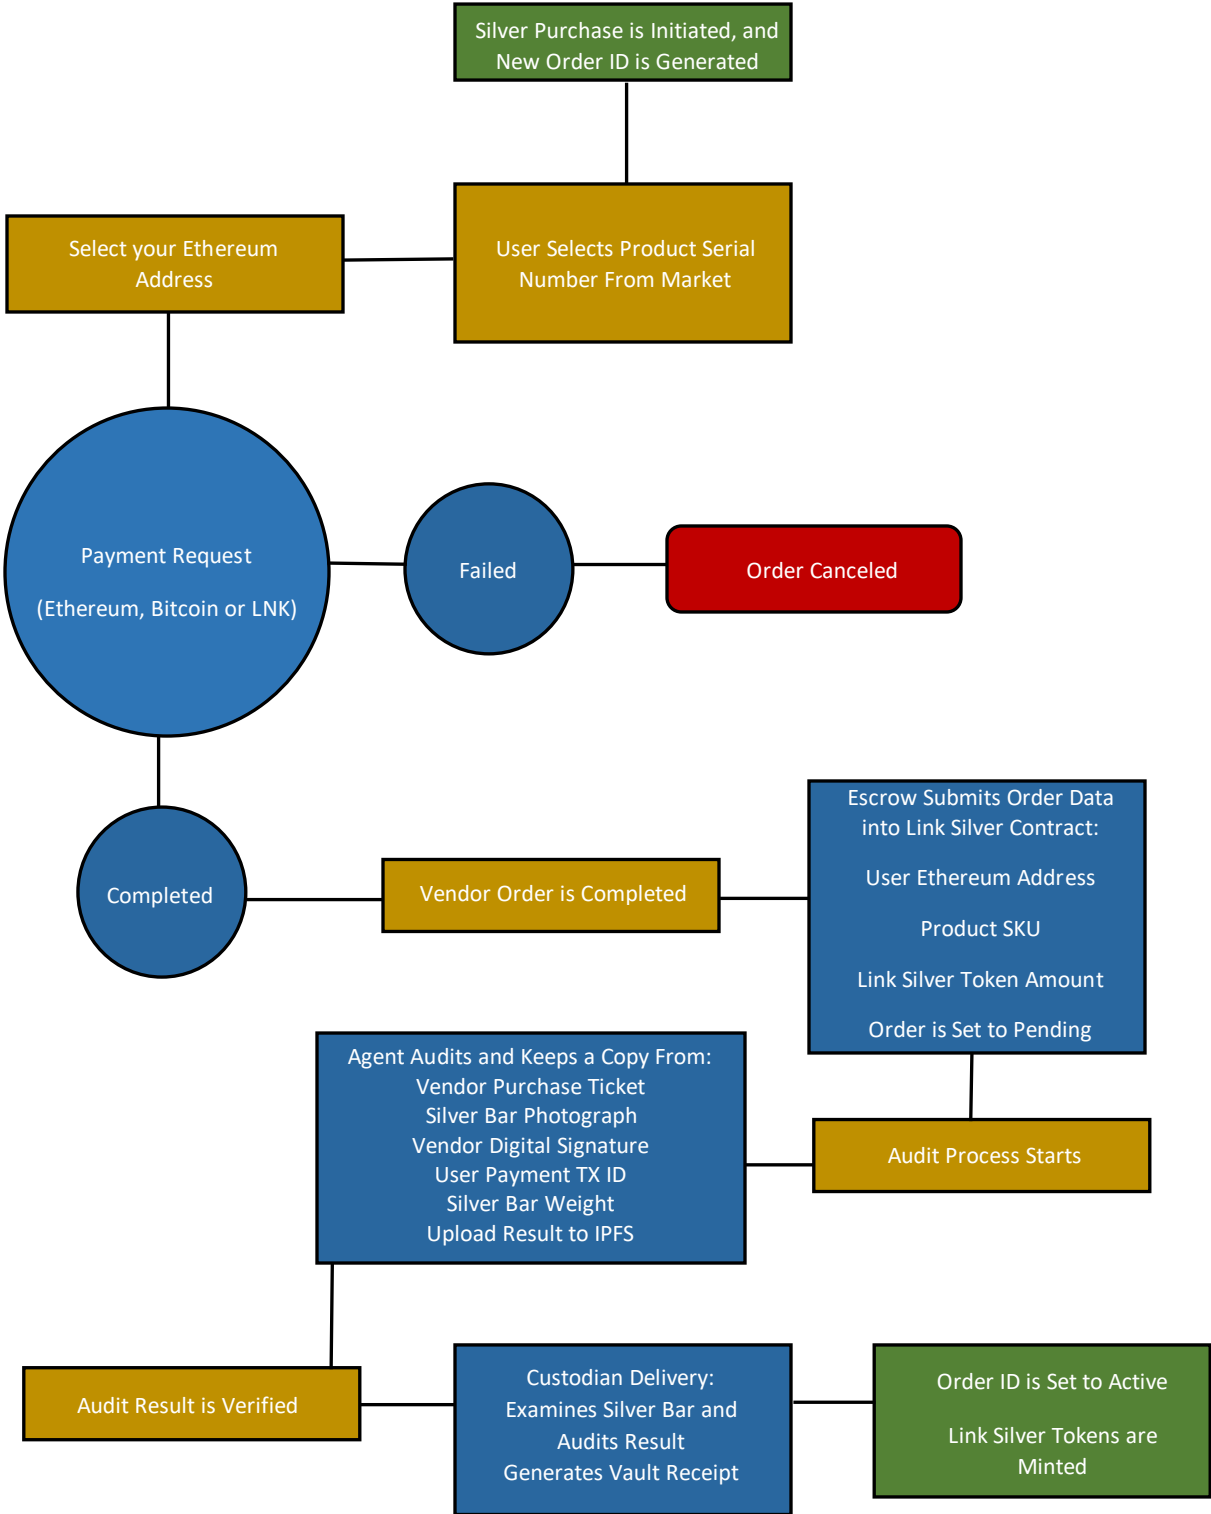 Silver Purchase is Initiated, and
New Order ID is Generated
Select your Ethereum
Address
User Selects Product Serial
Number From Market
Payment Request
(Ethereum, Bitcoin or LNK)
Failed
Order Canceled
Completed
Vendor Order is Completed
Escrow Submits Order Data
into Link Silver Contract:
User Ethereum Address
Product SKU
Link Silver Token Amount
Order is Set to Pending
Agent Audits and Keeps a Copy From:
Vendor Purchase Ticket
Silver Bar Photograph
Vendor Digital Signature
User Payment TX ID
Silver Bar Weight
Upload Result to IPFS
Audit Process Starts
Audit Result is Verified
Custodian Delivery:
Examines Silver Bar and
Audits Result
Generates Vault Receipt
Order ID is Set to Active
Link Silver Tokens are
Minted